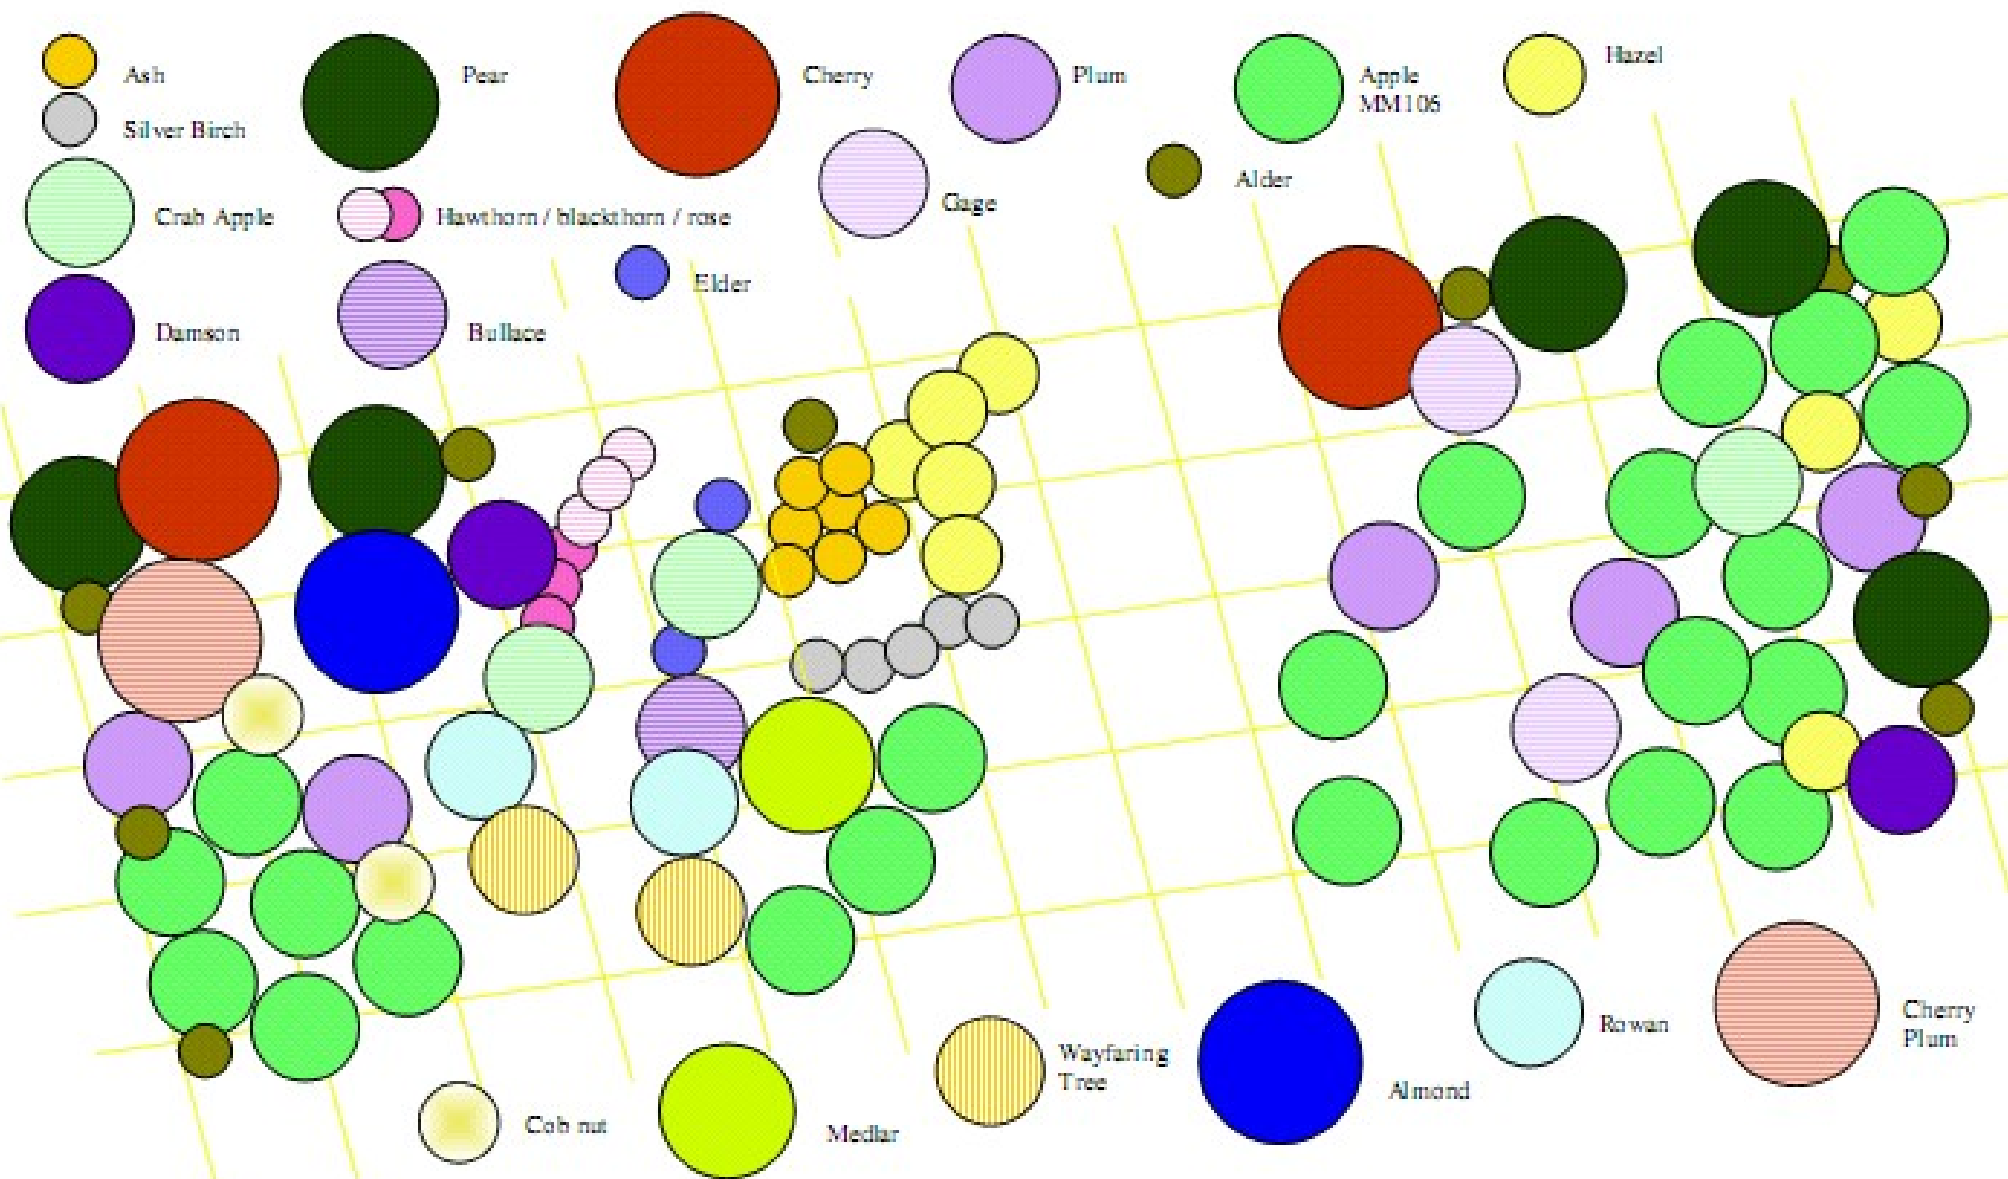 Ash
Pear
Cherry
Plum
Apple
MM106
Hazel
Silver Birch
Alder
Crab Apple
Hawthorn / blackthorn / rose
Gage
Elder
Damson
Bullace
Cob nut
Medlar
Wayfaring
Tree
Almond
Rowan
Cherry
Plum